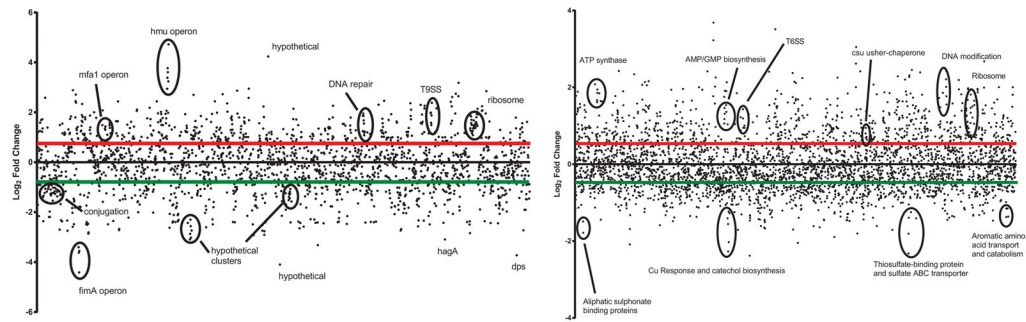 6
4
2
0
-2
-4
-6
Log2 Fold Change
hmu operon
hypothetical
mfa1 operon
DNA repair
T9SS
ribosome
conjugation
hypothetical
clusters
fimA operon
hypothetical
hagA
dps
4
2
0
-2
-4
Log2 Fold Change
ATP synthase
AMP/GMP biosynthesis
T6SS
csu usher-chaperone
DNA modification
Ribosome
Aliphatic sulphonate
binding proteins
Cu Response and catechol biosynthesis
Thiosulfate-binding protein
and sulfate ABC transporter
Aromatic amino
acid transport
and catabolism